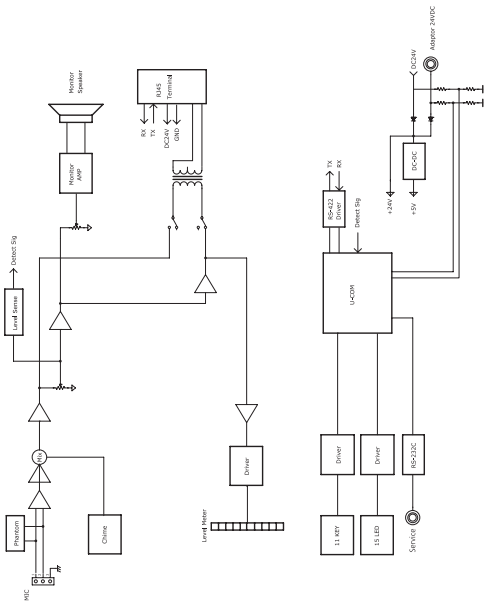 Monitor
Speaker
Monitor
AMP
Detect Sig
Level Sense
MIX
Phantom
MIC
Chime
RJ45
Terminal
RX
TX
DC24V
GND
Driver
Level Meter
Adaptor 24VDC
DC24V
DC-DC
+24V
+5V
TX
RX
RS-422
Driver
Detect Sig
U-COM
Driver
Driver
RS-232C
11 KEY
15 LED
Service